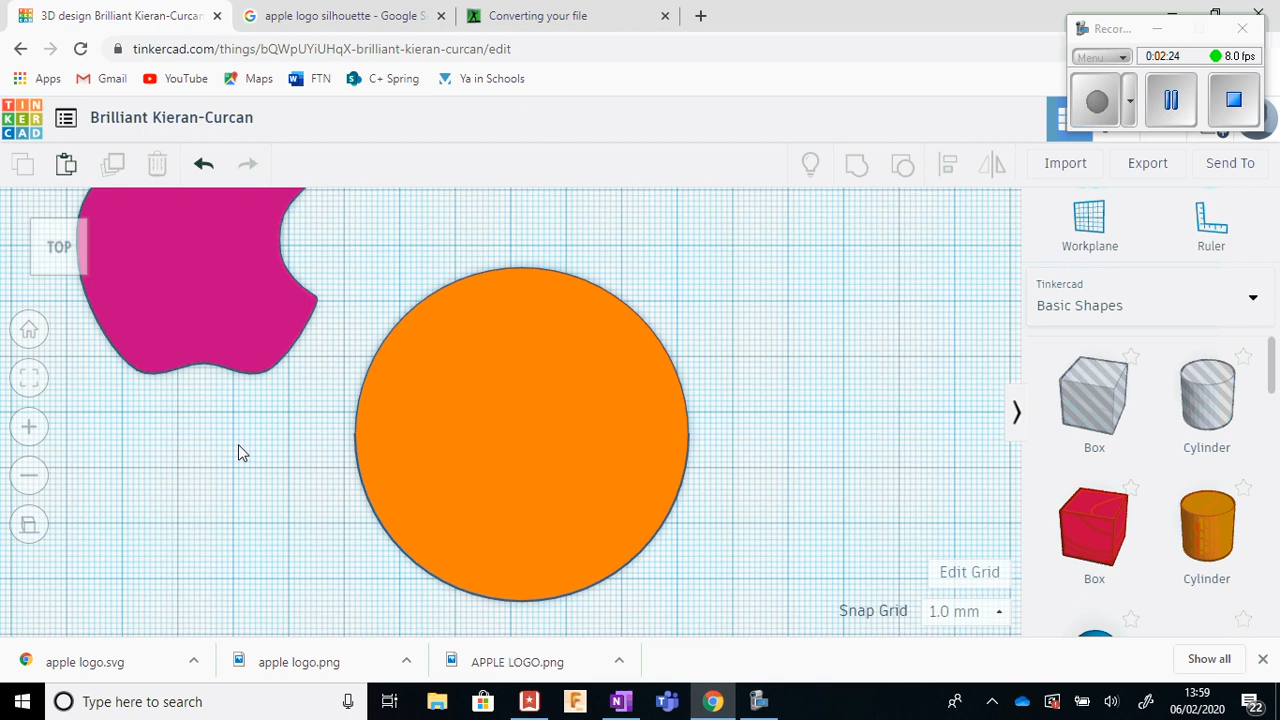 3D design Brilliant Kieran-Curcan
apple logo silhouette - Google S
Converting your file
Recor...
Menu
0:02:24
8.0 fps
tinkercad.com/things/bQWpUYiUHqX-brilliant-kieran-curcan/edit
Apps
Gmail
YouTube
Maps
FTN
C+ Spring
Ya in Schools
TIN
KER
CAD
Brilliant Kieran-Curcan
Import
Export
Send To
TOP
Workplane
Ruler
Tinkercad
Basic Shapes
Box
Cylinder
Box
Cylinder
Edit Grid
Snap Grid 1.0 mm
apple logo.svg
apple logo.png
APPLE LOGO.png
Show all
Type here to search
13:59
06/02/2020
22